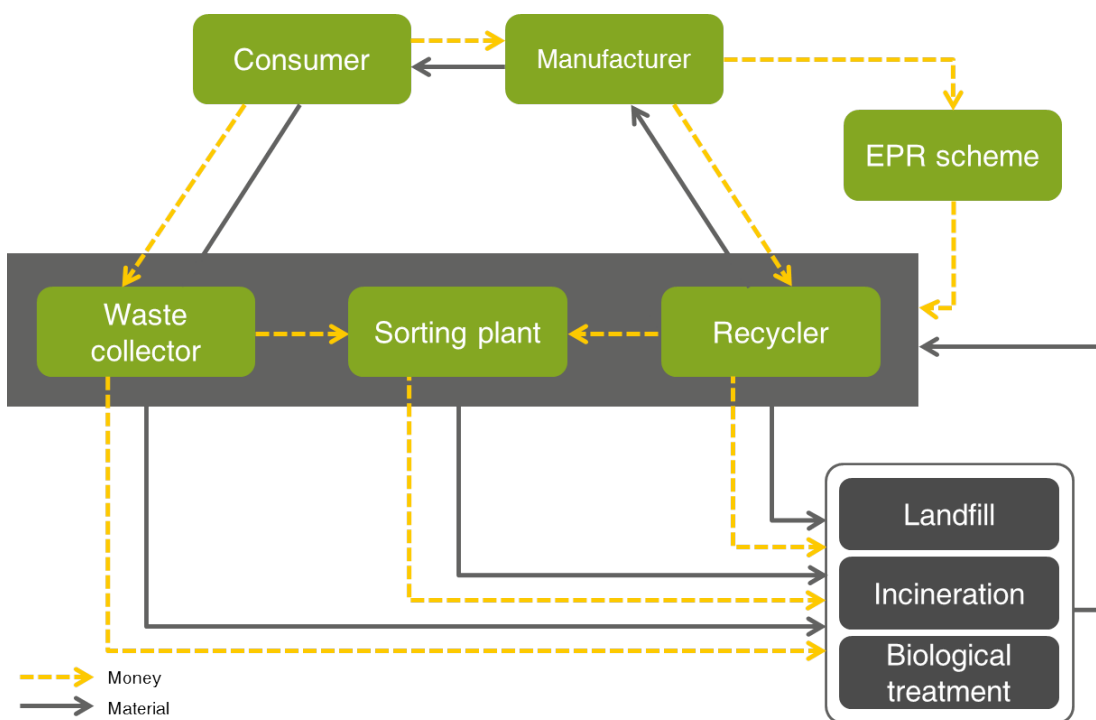 Consumer
Manufacturer
EPR scheme
Waste
collector
Sorting plant
Recycler
Landfill
Incineration
Biological
treatment
Money
Material